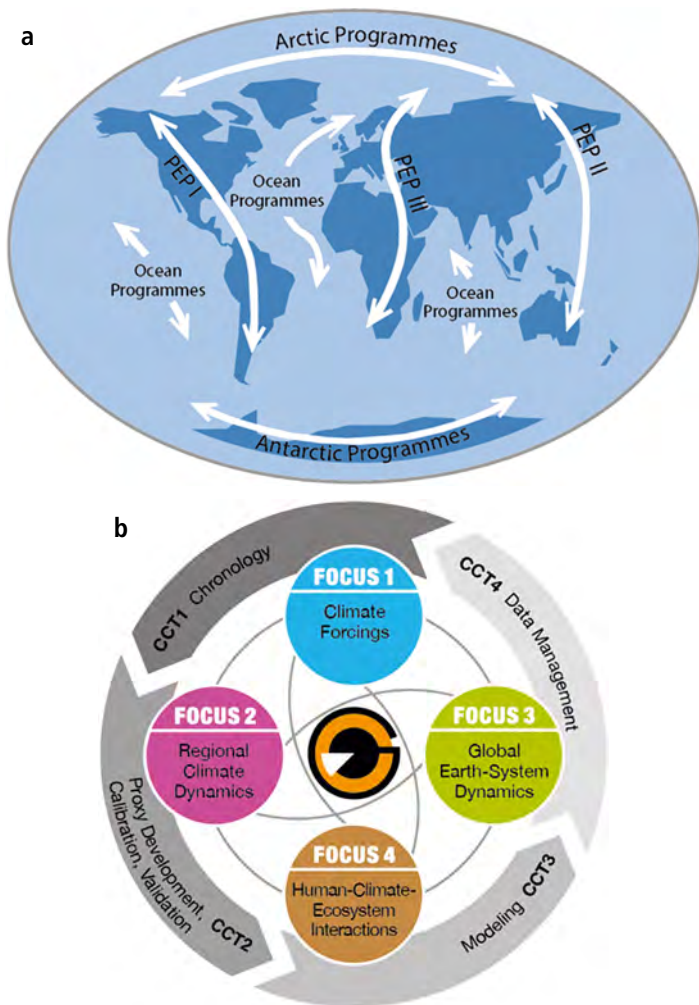 a
Arctic Programmes
PEP I
Ocean
Programmes
PEP III
PEP II
Ocean
Programmes
Ocean
Programmes
Antarctic Programmes
b
CCT1 Chronology
CCT4 Data Management
FOCUS 1
Climate
Forcings
FOCUS 2
Regional
Climate
Dynamics
FOCUS 3
Global
Earth-System
Dynamics
FOCUS 4
Human-Climate-
Ecosystem
Interactions
Proxy Development,
Calibration, Validation CCT2
Modeling CCT3